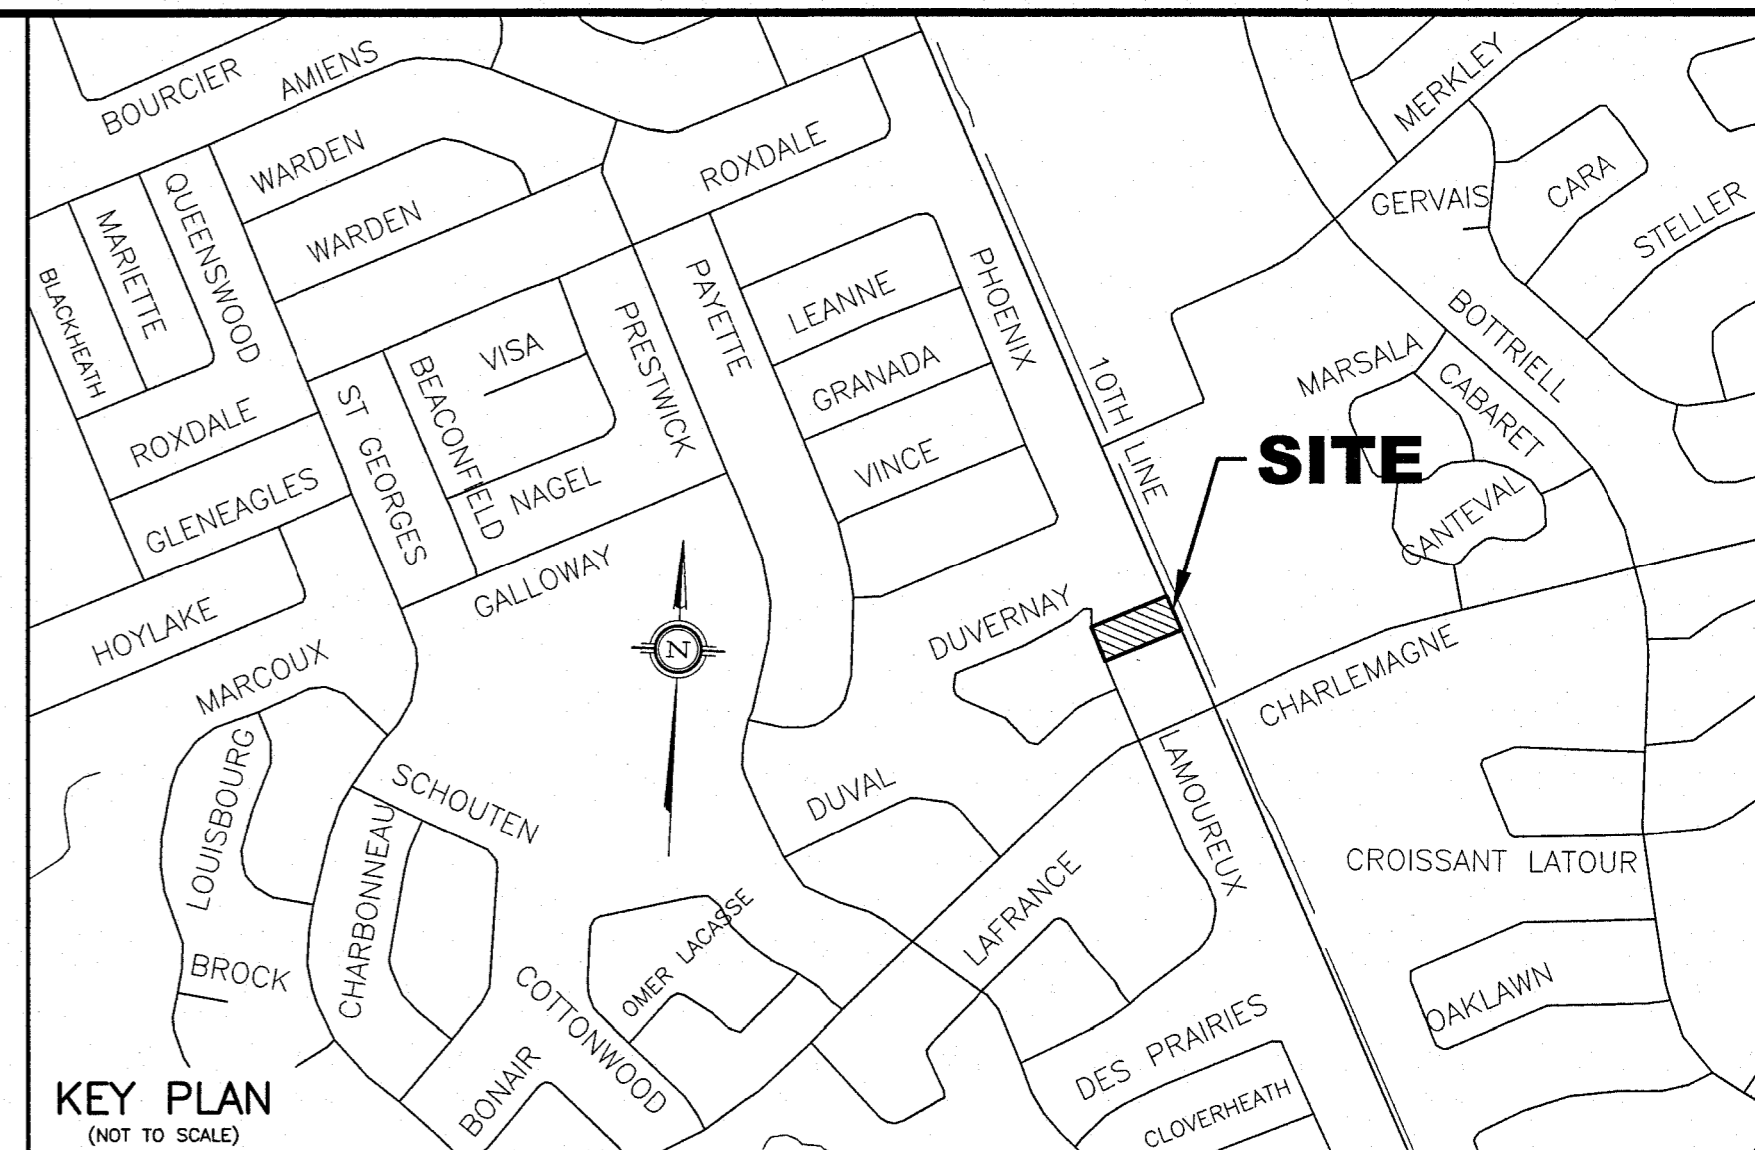 BOURCIER
AMIENS
MERKLEY
WARDEN
ROXDALE
QUEENSWOOD
CARA
GERVAIS
STELLER
WARDEN
MARIETTE
BLACKHEATH
PHOENIX
PAYETTE
LEANNE
BOTTRIELL
PRESTWICK
VISA
BEACONFIELD
MARSALA
10TH LINE
GRANADA
CABARET
ST GEORGES
ROXDALE
SITE
VINCE
NAGEL
GLENEAGLES
CANTEVAL
GALLOWAY
DUVERNAY
HOYLAKE
N
MARCOUX
CHARLEMAGNE
LOUISBOURG
LAMOUREUX
SCHOUTEN
DUVAL
CHARBONNEAU
CROISSANT LATOUR
LAFRANCE
OMER LACASSE
BROCK
COTTONWOOD
OAKLAWN
DES PRAIRIES
BONAIR
CLOVERHEATH
KEY PLAN
(NOT TO SCALE)